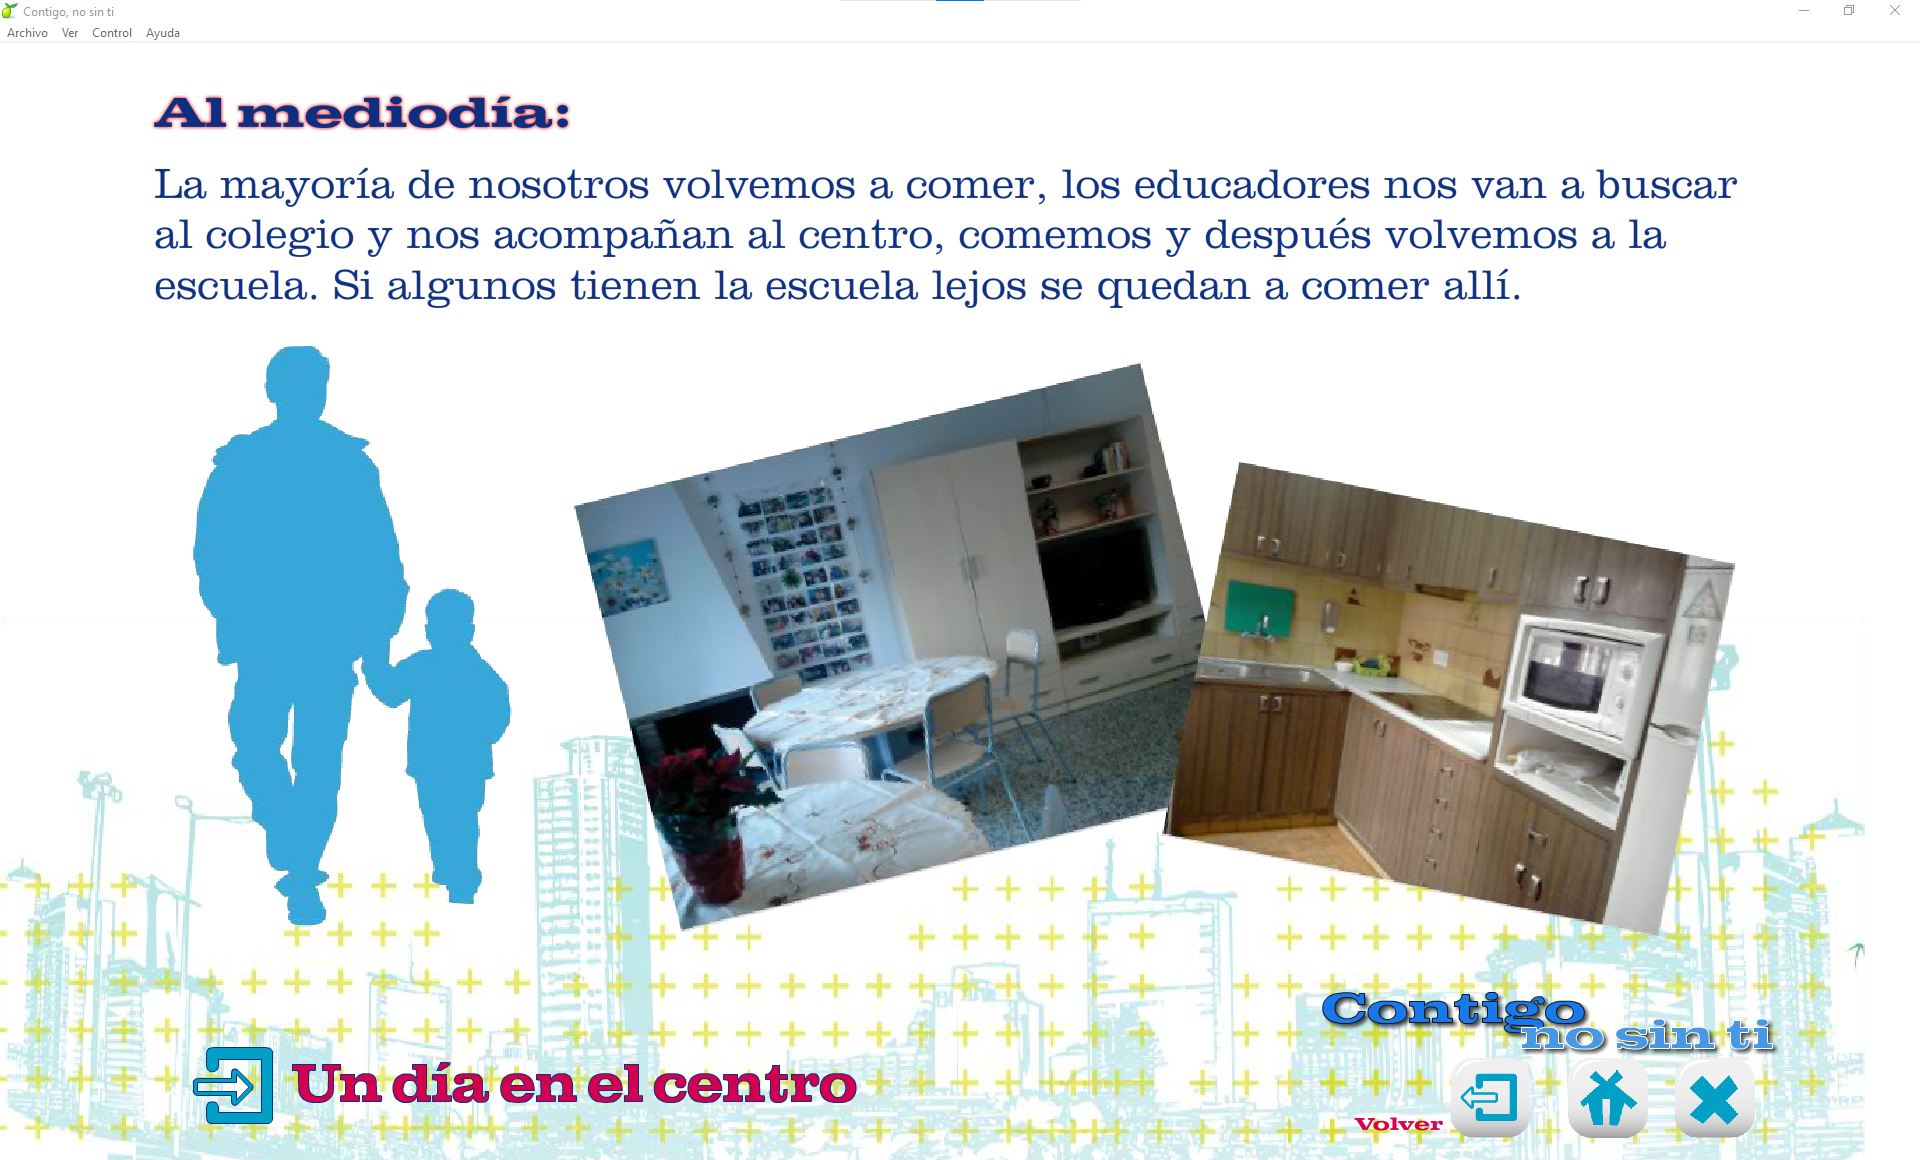 Contigo, no sin ti
Archivo Ver Control Ayuda
Al mediodía:
La mayoría de nosotros volvemos a comer, los educadores nos van a buscar
al colegio y nos acompañan al centro, comemos y después volvemos a la
escuela. Si algunos tienen la escuela lejos se quedan a comer allí.
Contigo
no sin ti
Un día en el centro
Volver